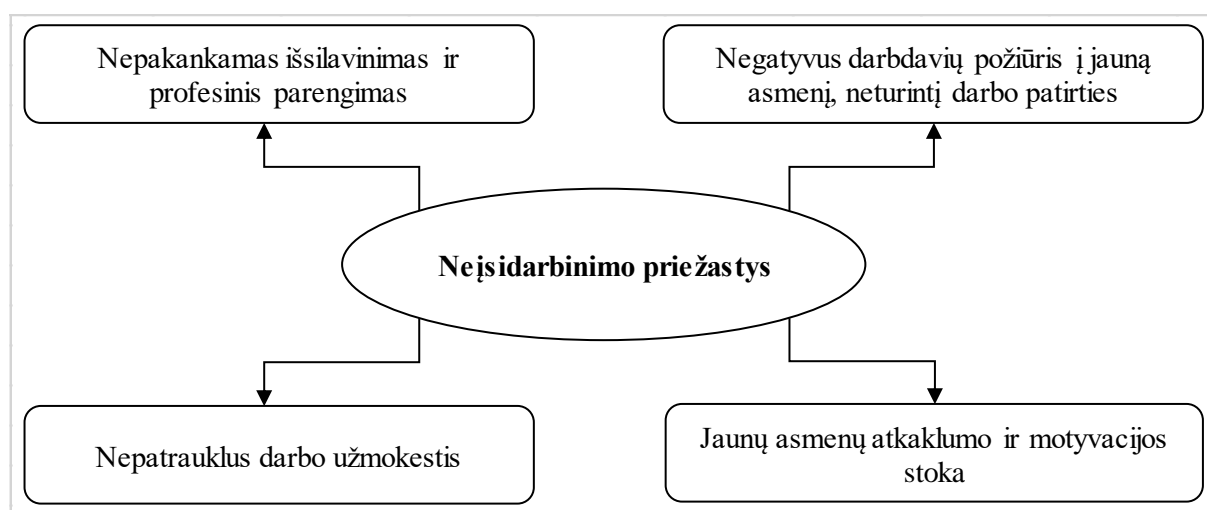 Nepakankamas išsilavinimas ir
profesinis parengimas
Negatyvus darbdavių požiūris į jauną
asmenį, neturintį darbo patirties
Neįsidarbinimo priežastys
Nepatrauklus darbo užmokestis
Jaunų asmenų atkaklumo ir motyvacijos
stoka